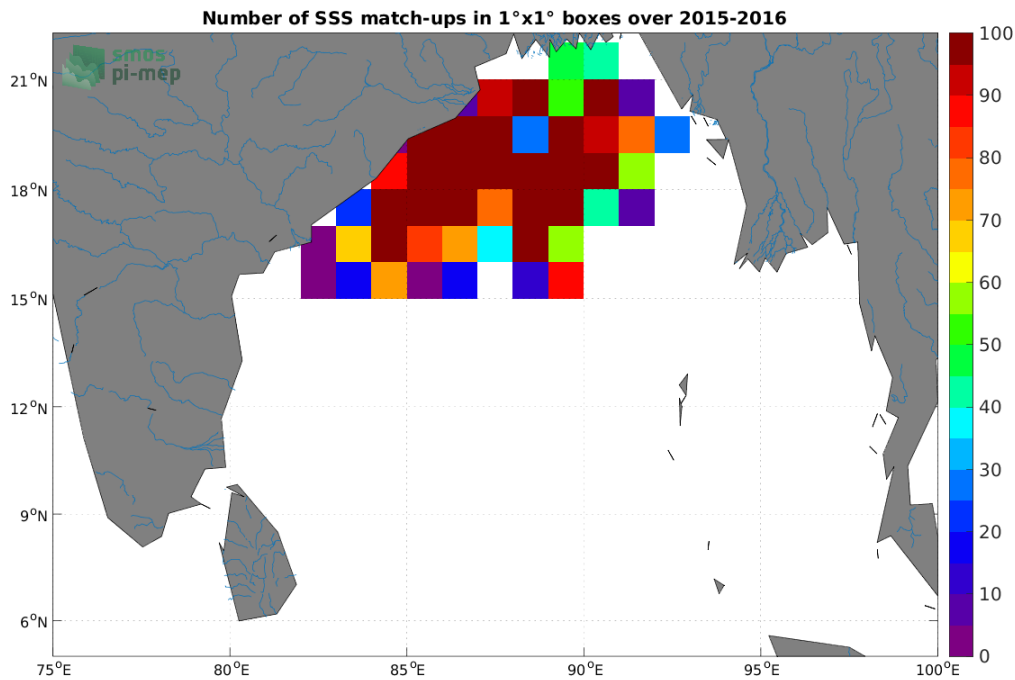 Number of SSS match-ups in 1°x1° boxes over 2015-2016
smos
pi-mep
21°N
18°N
15°N
12°N
9°N
6°N
75°E
80°E
85°E
90°E
95°E
100°E
100
90
80
70
60
50
40
30
20
10
0